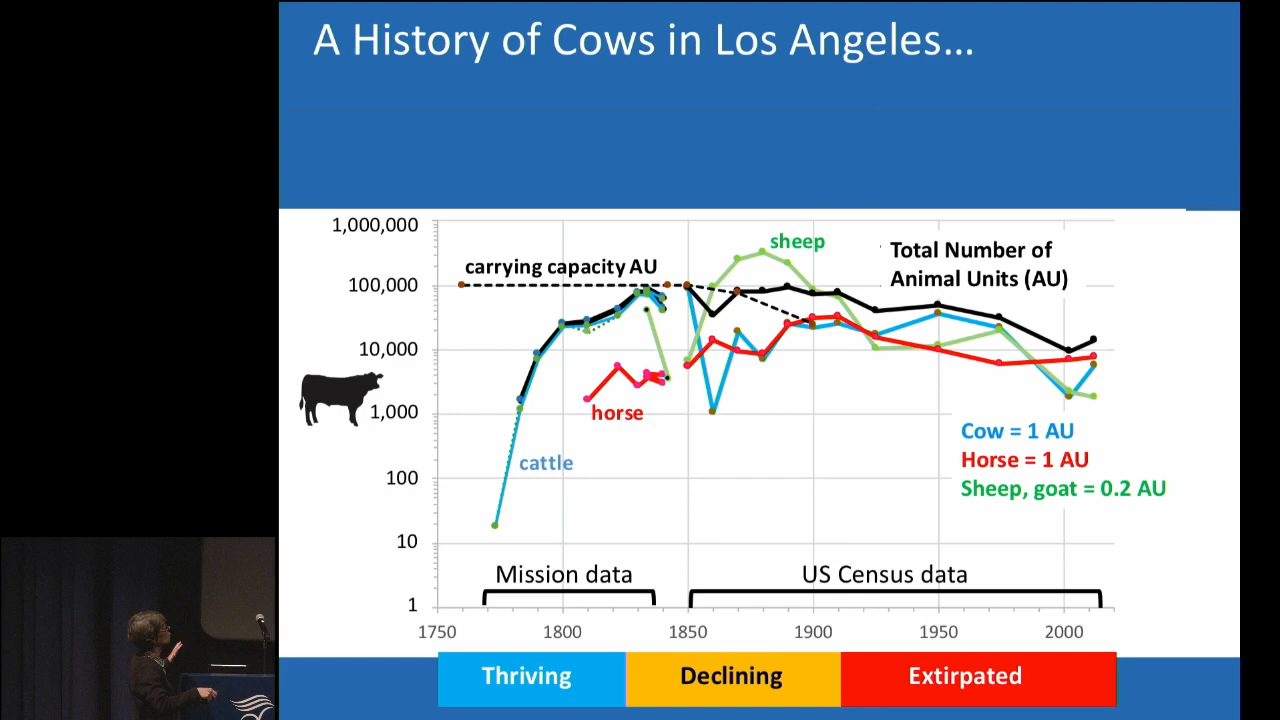 A History of Cows in Los Angeles...
1,000,000
100,000
10,000
1,000
100
10
1
carrying capacity AU
sheep
Total Number of
Animal Units (AU)
horse
cattle
Cow = 1 AU
Horse = 1 AU
Sheep, goat = 0.2 AU
Mission data
US Census data
1750
1800
1850
1900
1950
2000
Thriving
Declining
Extirpated